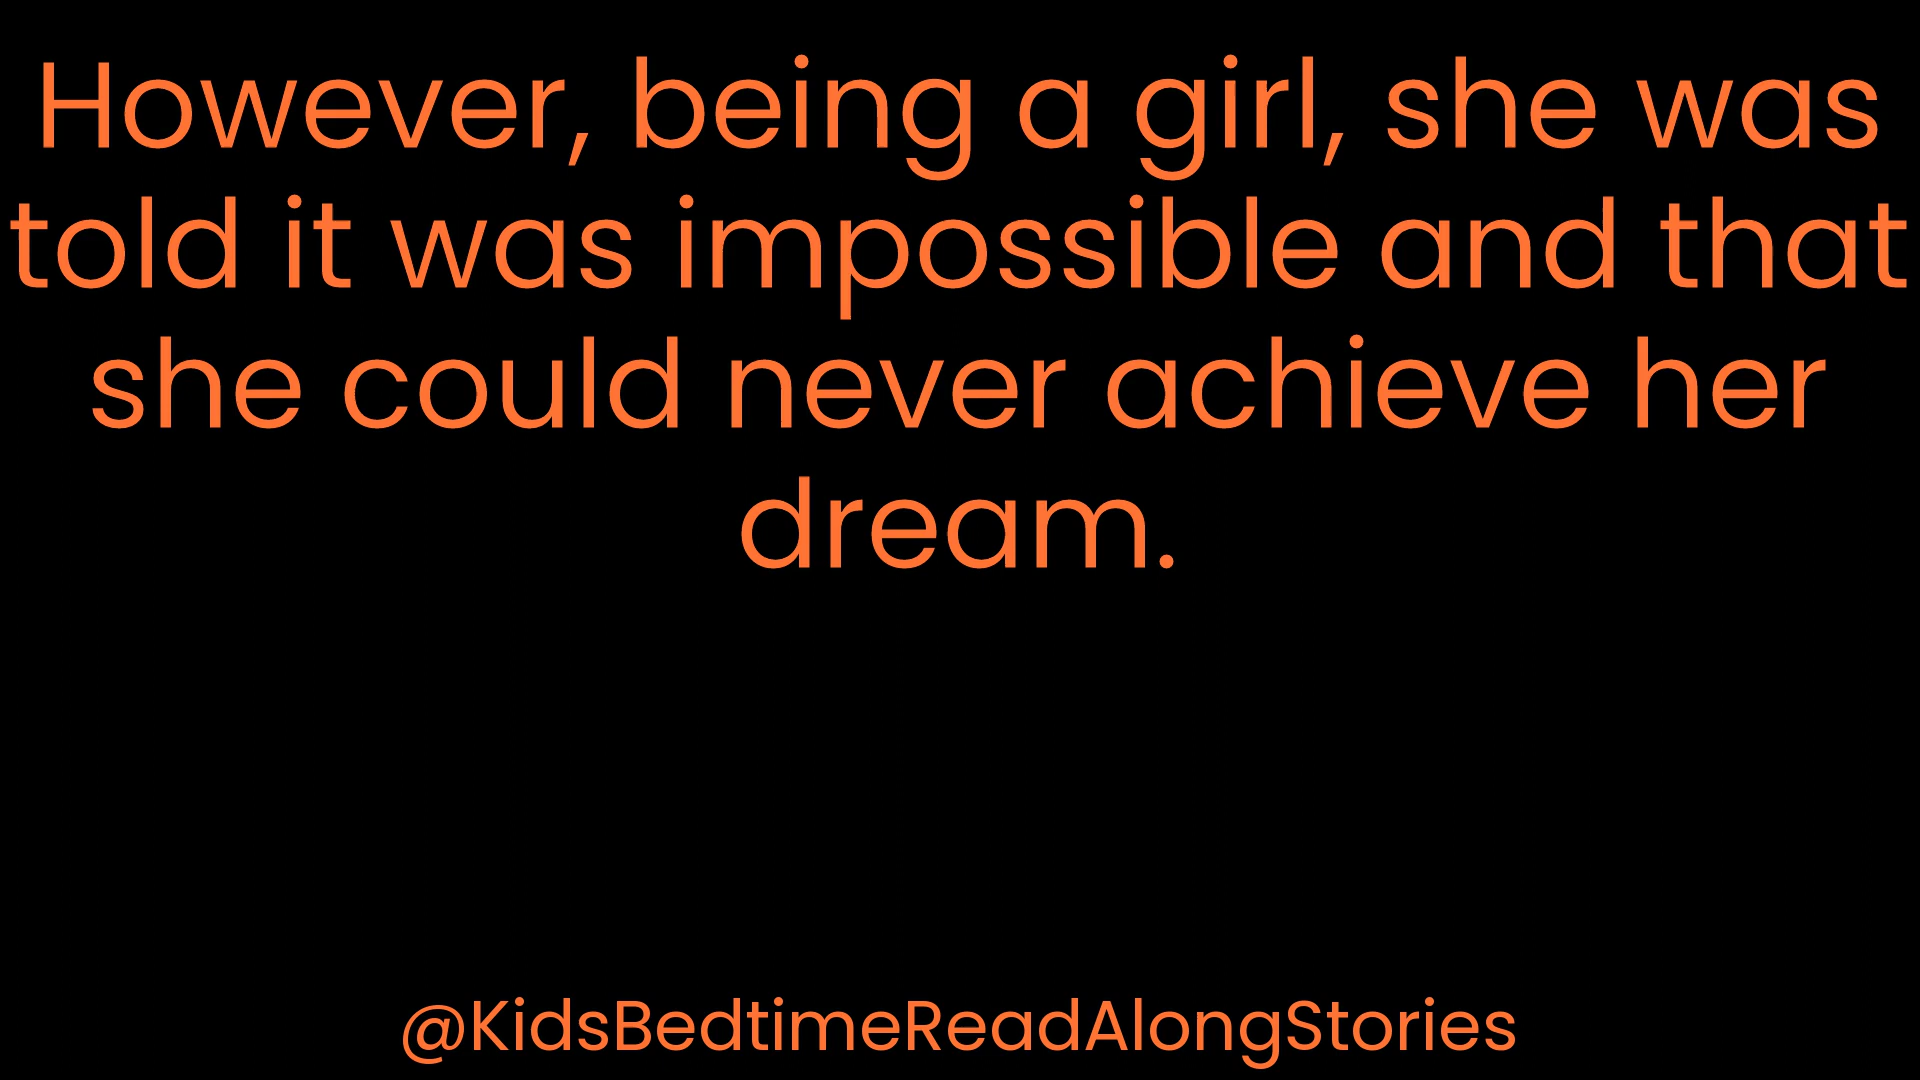 However, being a girl, she was
told it was impossible and that
she could never achieve her
dream.
@KidsBedtimeReadAlongStories